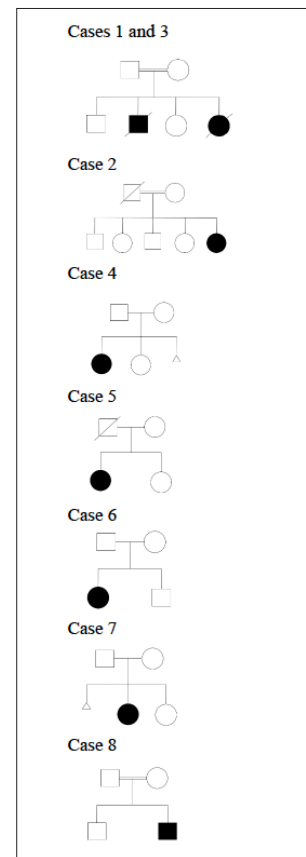 Cases 1 and 3
Case 2
Case 4
Case 5
Case 6
Case 7
Case 8